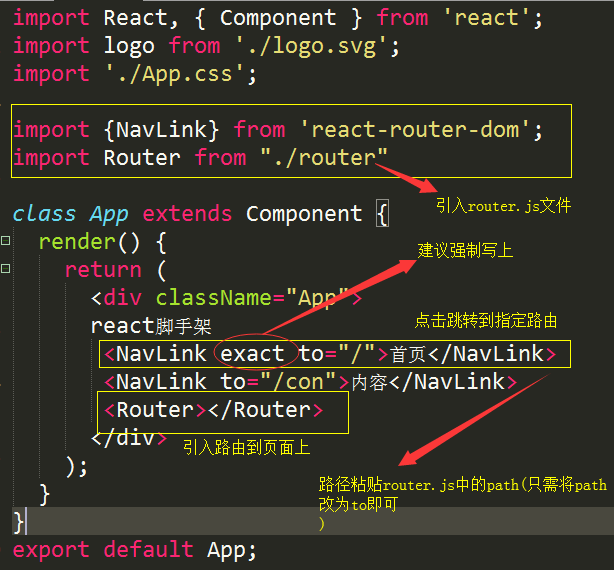 import React, { Component } from 'react';
import logo from './logo.svg';
import './App.css';
import {NavLink} from 'react-router-dom';
import Router from "./router"
引入router.js文件
class App extends Component {
render() {
建议强制写上
return (
<div className="App">
react脚手架
点击跳转到指定路由
<NavLink exact to="/">首页</NavLink>
<NavLink to="/con">内容</NavLink>
<Router></Router>
</div>
引入路由到页面上
);
路径粘贴router.js中的path(只需将path
改为to即可
)
}
}
export default App;